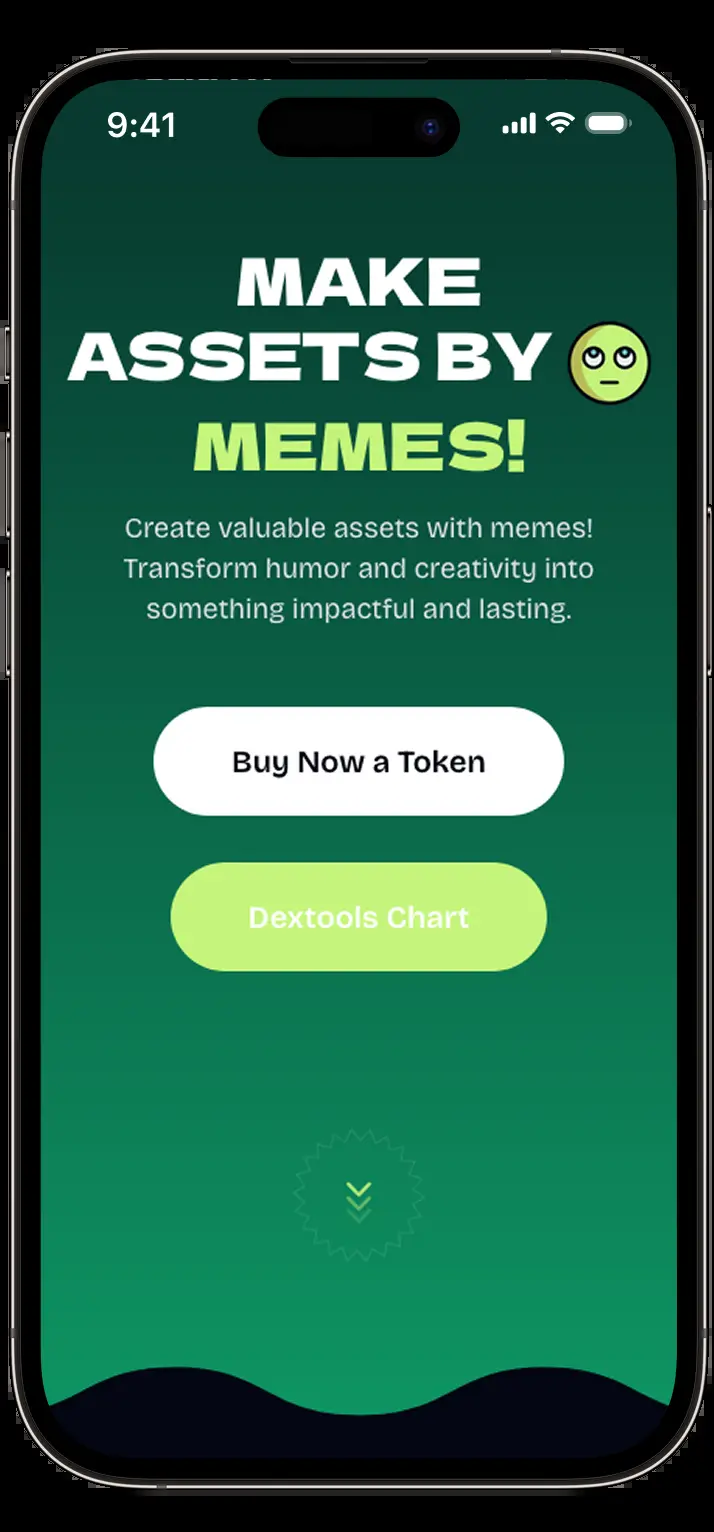 9:41
MAKE
ASSETS BY
MEMES!
Create valuable assets with memes!
Transform humor and creativity into
something impactful and lasting.
Buy Now a Token
Dextools Chart